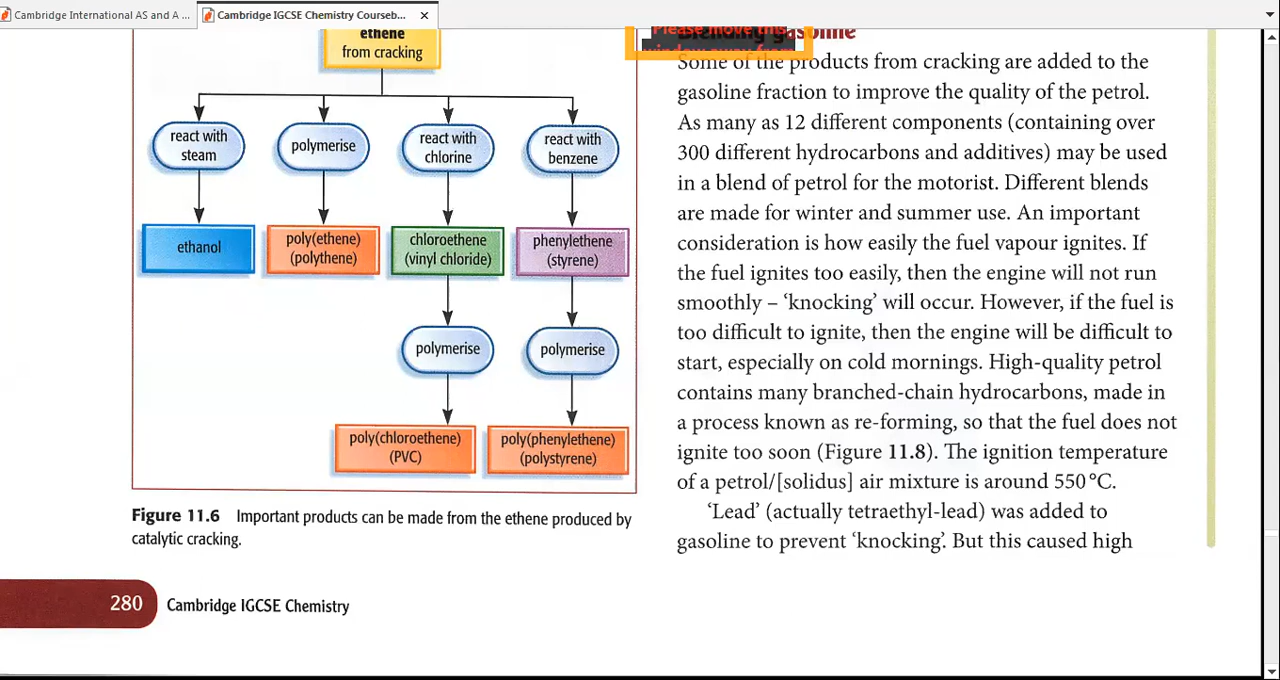 Cambridge International AS and A ...
Cambridge IGCSE Chemistry Courseb...
ethene
from cracking
react with
steam
polymerise
react with
chlorine
react with
benzene
ethanol
poly(ethene)
(polythene)
chloroethene
(vinyl chloride)
phenylethene
(styrene)
polymerise
polymerise
poly(chloroethene)
(PVC)
poly(phenylethene)
(polystyrene)
Figure 11.6 Important products can be made from the ethene produced by
catalytic cracking.
Please move this
window away from
gasoline
Some of the products from cracking are added to the
gasoline fraction to improve the quality of the petrol.
As many as 12 different components (containing over
300 different hydrocarbons and additives) may be used
in a blend of petrol for the motorist. Different blends
are made for winter and summer use. An important
consideration is how easily the fuel vapour ignites. If
the fuel ignites too easily, then the engine will not run
smoothly – ‘knocking’ will occur. However, if the fuel is
too difficult to ignite, then the engine will be difficult to
start, especially on cold mornings. High-quality petrol
contains many branched-chain hydrocarbons, made in
a process known as re-forming, so that the fuel does not
ignite too soon (Figure 11.8). The ignition temperature
of a petrol/[solidus] air mixture is around 550 °C.
‘Lead’ (actually tetraethyl-lead) was added to
gasoline to prevent ‘knocking’. But this caused high
280 Cambridge IGCSE Chemistry